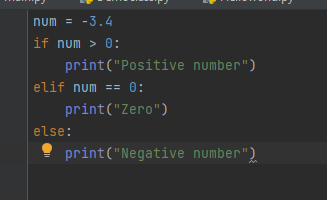 num = -3.4
if num > 0:
    print("Positive number")
elif num == 0:
    print("Zero")
else:
    print("Negative number")